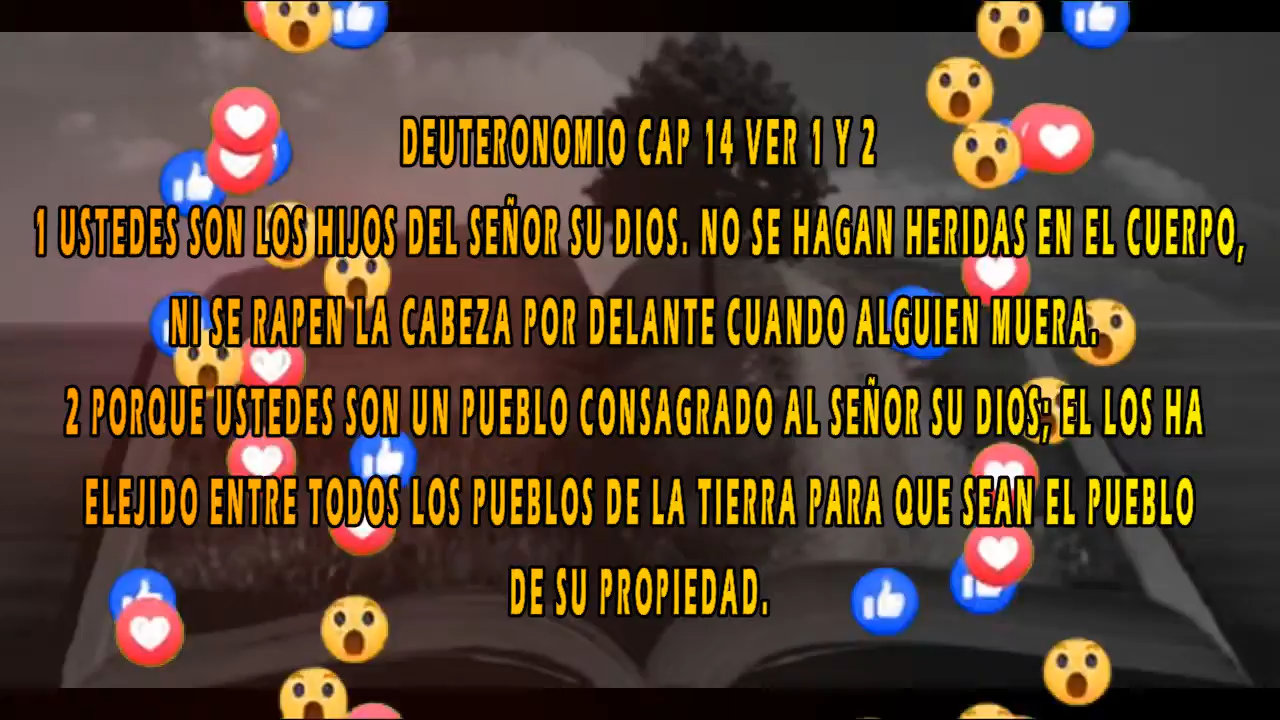 DEUTERONOMIO CAP 14 VER 1 Y 2
1 USTEDES SON LOS HIJOS DEL SEÑOR SU DIOS. NO SE HAGAN HERIDAS EN EL CUERPO,
NI SE RAPEN LA CABEZA POR DELANTE CUANDO ALGUIEN MUERA.
2 PORQUE USTEDES SON UN PUEBLO CONSAGRADO AL SEÑOR SU DIOS; EL LOS HA
ELEJIDO ENTRE TODOS LOS PUEBLOS DE LA TIERRA PARA QUE SEAN EL PUEBLO
DE SU PROPIEDAD.